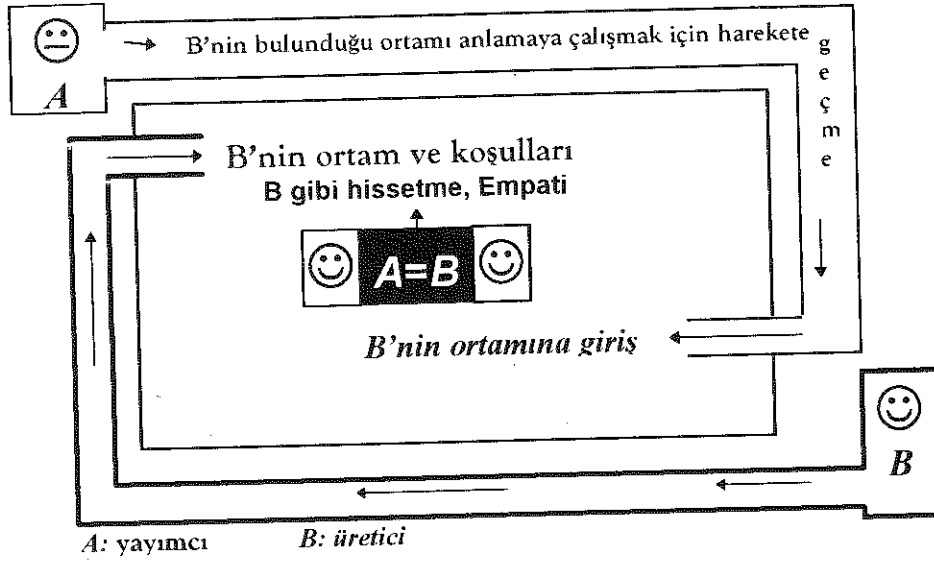 B'nin bulunduğu ortamı anlamaya çalışmak için harekete
geçme
A
B'nin ortam ve koşulları
B gibi hissetme, Empati
A=B
B'nin ortamına giriş
B
A: yayımcı B: üretici